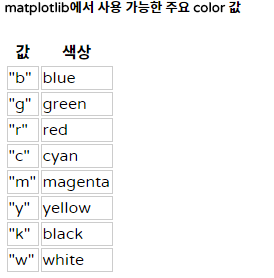 matplotlib에서 사용 가능한 주요 color 값
값 색상
"b" blue
"g" green
"r" red
"c" cyan
"m" magenta
"y" yellow
"k" black
"w" white